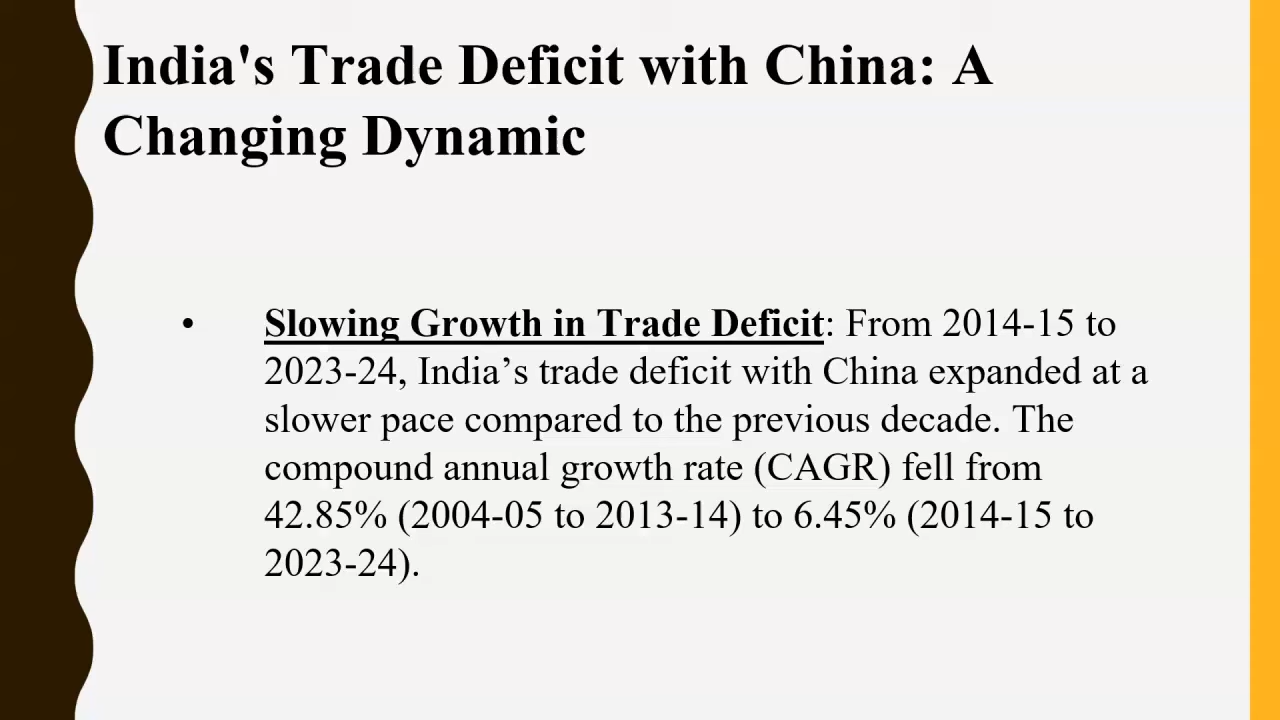 India's Trade Deficit with China: A
Changing Dynamic
• Slowing Growth in Trade Deficit: From 2014-15 to
2023-24, India’s trade deficit with China expanded at a
slower pace compared to the previous decade. The
compound annual growth rate (CAGR) fell from
42.85% (2004-05 to 2013-14) to 6.45% (2014-15 to
2023-24).